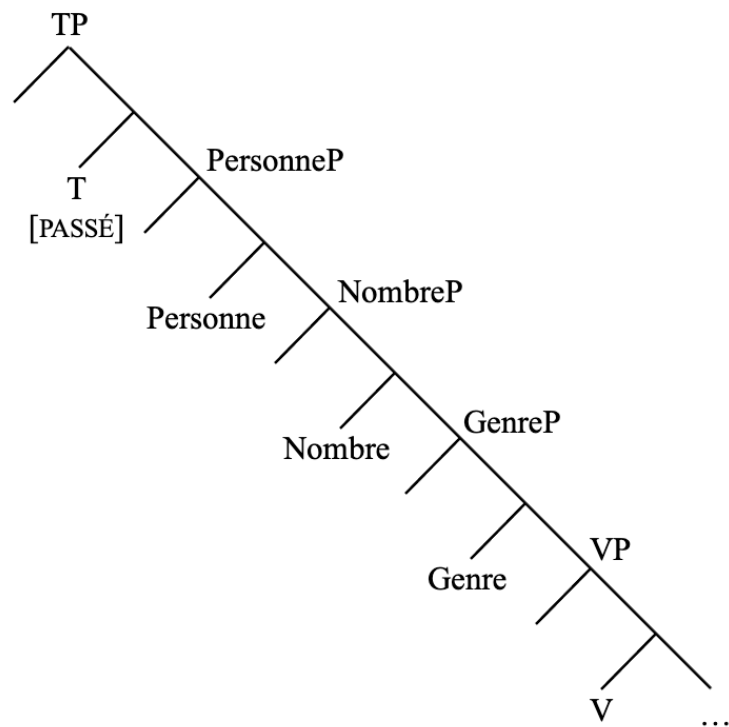 TP
PersonneP
T
[PASSÉ]
NombreP
Personne
GenreP
Nombre
VP
Genre
V
...